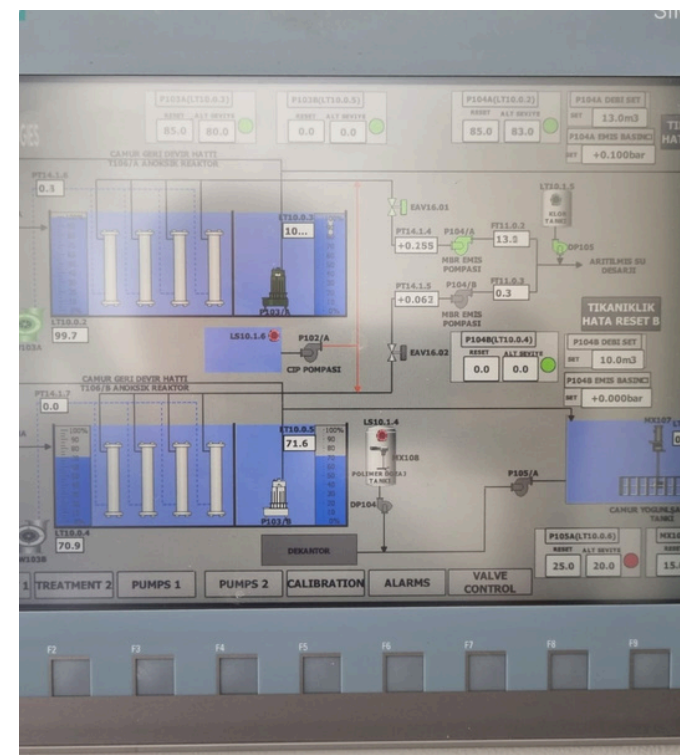 P103A(LT10.0.3)
RESET ALT SEVIYE
85.0 80.0
P103B(LT10.0.5)
RESET ALT SEVIYE
0.0 0.0
P104A(LT10.0.2)
RESET ALT SEVIYE
85.0 83.0
P104A DEBI SET
SET 13.0m3
P104A EMIS BASINCI
SET +0.100bar
CAMUR GERI DEVIR HATTI
T106/A ANOKSIK REAKTOR
PT14.1.6
0.3
LT10.0.3
10...
P103/A
LT10.0.2
99.7
EAV16.01
PT14.1.4
+0.255
P104/A
MBR EMIS
POMPASI
FT11.0.2
LT10.1.5
KLOR
TANKI
DP105
ARITILMIS SU
DESARJI
PT14.1.5
+0.062
P104/B
MBR EMIS
POMPASI
FT11.0.3
0.3
LS10.1.6
P102/A
CIP POMPASI
EAV16.02
P104B(LT10.0.4)
RESET ALT SEVIYE
0.0 0.0
TIKANIKLIK
HATA RESET B
P104B DEBI SET
SET 10.0m3
P104B EMIS BASINCI
SET +0.000bar
CAMUR GERI DEVIR HATTI
T106/B ANOKSIK REAKTOR
PT14.1.7
0.0
LT10.0.5
71.6
P103/B
LT10.0.4
70.9
LS10.1.4
MX108
POLIMER DOZAJ
TANKI
DP104
P105/A
MX107
CAMUR YOGUNLSA
TANKI
DEKANTOR
P105A(LT10.0.6)
RESET ALT SEVIYE
25.0 20.0
RESET
1 TREATMENT 2 PUMPS 1 PUMPS 2 CALIBRATION ALARMS VALVE CONTROL
F2 F3 F4 F5 F6 F7 F8 F9